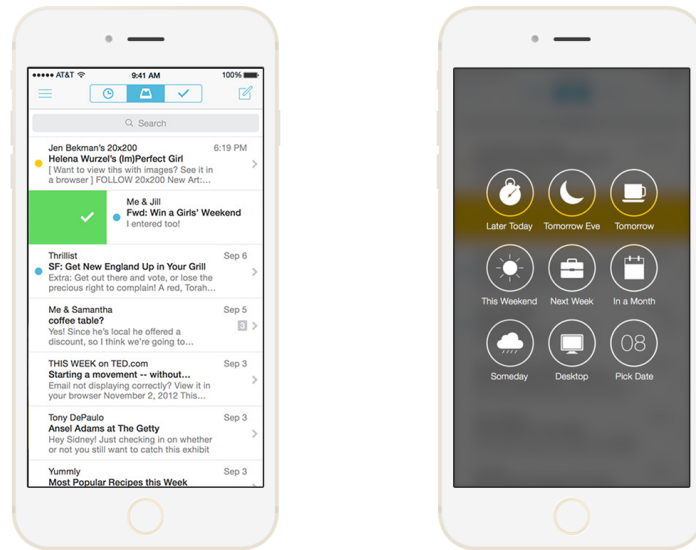 AT&T 9:41 AM 100%
Search
Jen Bekman's 20x200 6:19 PM
Helena Wurzel's (Im)Perfect Girl
[ Want to view tihs with images? See it in
a browser ] FOLLOW 20x200 New Art:...
Me & Jill
Fwd: Win a Girls' Weekend
I entered too!
Thrillist Sep 6
SF: Get New England Up in Your Grill
Extra: Get out there and vote, or lose the
precious right to complain! A red, Torah...
Me & Samantha Sep 5
coffee table?
Yes! Since he's local he offered a 3
discount, so I think we're going to...
THIS WEEK on TED.com Sep 3
Starting a movement -- without...
Email not displaying correctly? View it in
your browser November 2, 2012 This...
Tony DePaulo Sep 3
Ansel Adams at The Getty
Hey Sidney! Just checking in on whether
or not you still want to catch this exhibit
Yummly Sep 3
Most Popular Recipes this Week
Later Today Tomorrow Eve Tomorrow
This Weekend Next Week In a Month
08
Someday Desktop Pick Date